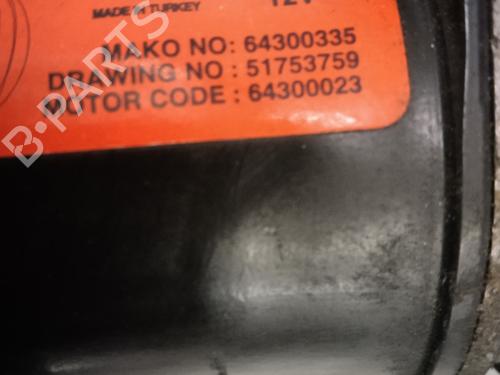 MADE IN TURKEY 12V
MAKO NO: 64300335
DRAWING NO : 51753759
MOTOR CODE : 64300023
B-PARTS